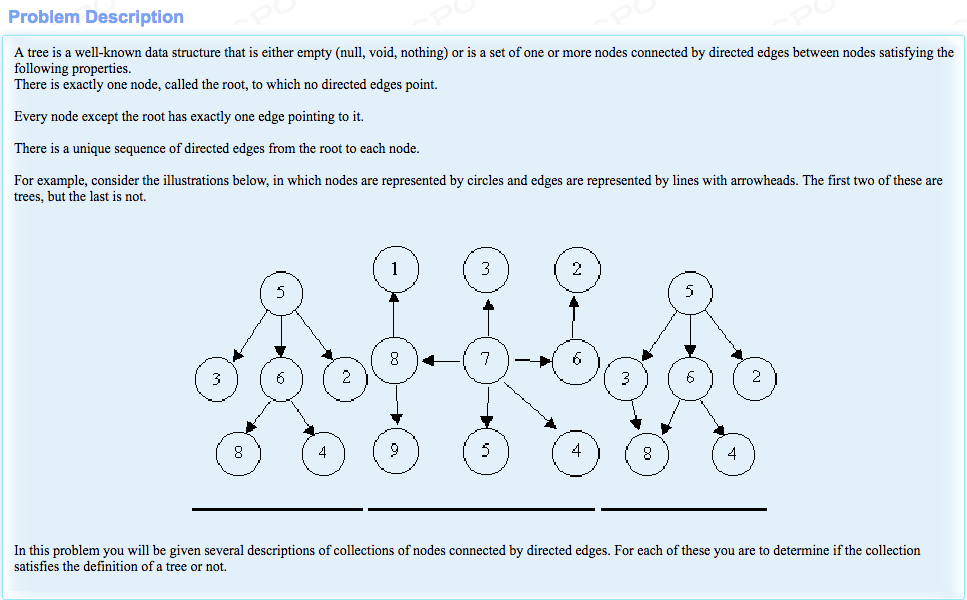 Problem Description
A tree is a well-known data structure that is either empty (null, void, nothing) or is a set of one or more nodes connected by directed edges between nodes satisfying the
following properties.
There is exactly one node, called the root, to which no directed edges point.
Every node except the root has exactly one edge pointing to it.
There is a unique sequence of directed edges from the root to each node.
For example, consider the illustrations below, in which nodes are represented by circles and edges are represented by lines with arrowheads. The first two of these are
trees, but the last is not.
5
3 6 2
8 4
1 3 2
8 7 6
9 5 4
5
3 6 2
8 4
In this problem you will be given several descriptions of collections of nodes connected by directed edges. For each of these you are to determine if the collection
satisfies the definition of a tree or not.